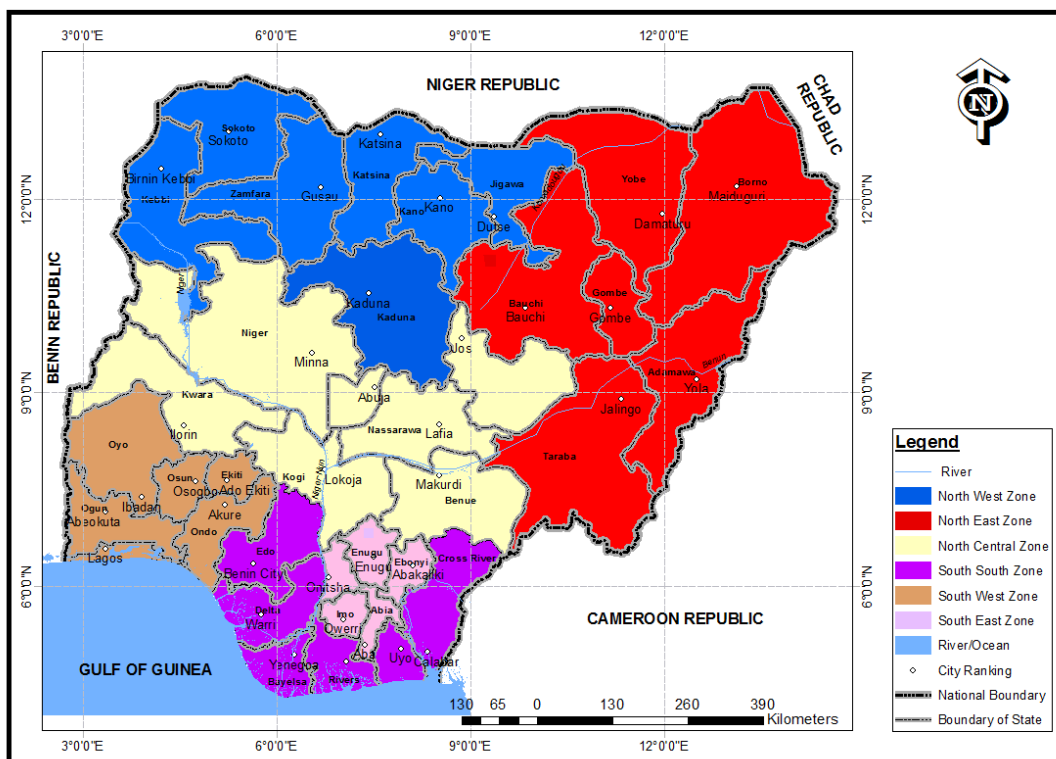 3°0'0"E 6°0'0"E 9°0'0"E 12°0'0"E
NIGER REPUBLIC
CHAD
REPUBLIC
N
BENIN REPUBLIC
12°0'0"N
12°0'0"N
9°0'0"N
9°0'0"N
6°0'0"N
6°0'0"N
Sokoto
Sokoto
Katsina
Katsina
Birnin Kebbi
Kebbi
Zamfara
Gusau
Kano
Kano
Jigawa
Dutse
Yobe
Borno
Maiduguri
Damaturu
Niger
Kaduna
Kaduna
Bauchi
Bauchi
Gombe
Gombe
Niger
Minna
Jos
Adamawa
Benue
Yola
Abuja
Jalingo
Kwara
Ilorin
Nassarawa
Lafia
Oyo
Taraba
Osun
Osogbo
Ekiti
Ado Ekiti
Kogi
Lokoja
Makurdi
Benue
Ibadan
Ogun
Abeokuta
Akure
Ondo
Lagos
Edo
Benin City
Enugu
Enugu
Ebonyi
Abakaliki
Cross River
Onitsha
Delta
Warri
Imo
Owerri
Abia
Aba
Uyo
Calabar
Yenegoa
Bayelsa
Rivers
GULF OF GUINEA
CAMEROON REPUBLIC
130 65 0 130 260 390
Kilometers
3°0'0"E 6°0'0"E 9°0'0"E 12°0'0"E
Legend
River
North West Zone
North East Zone
North Central Zone
South South Zone
South West Zone
South East Zone
River/Ocean
City Ranking
National Boundary
Boundary of State